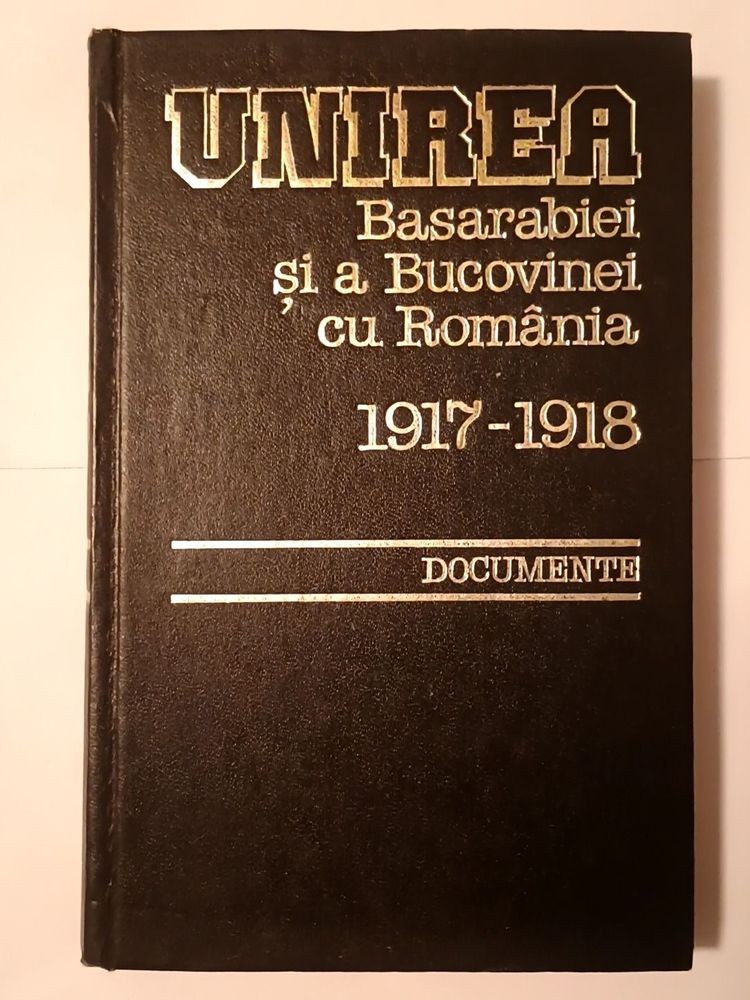 UNIREA
Basarabiei
și a Bucovinei
cu România
1917-1918
DOCUMENTE